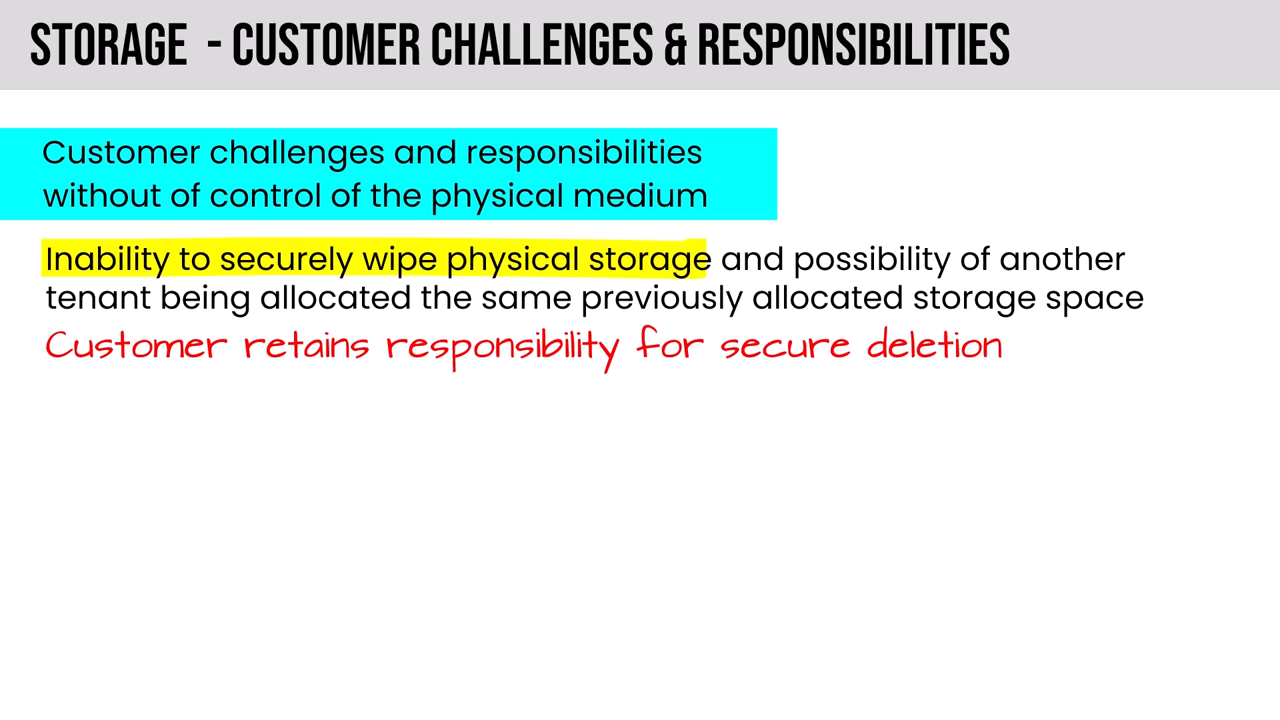 STORAGE - CUSTOMER CHALLENGES & RESPONSIBILITIES
Customer challenges and responsibilities
without of control of the physical medium
Inability to securely wipe physical storage and possibility of another
tenant being allocated the same previously allocated storage space
Customer retains responsibility for secure deletion